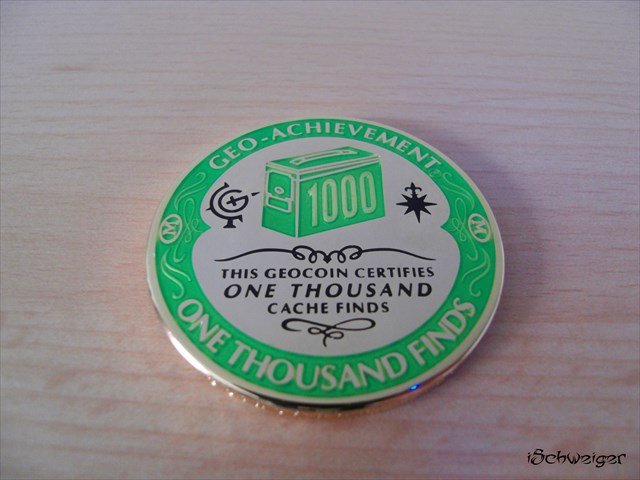 GEO-ACHIEVEMENT
1000
M
M
THIS GEOCOIN CERTIFIES
ONE THOUSAND
CACHE FINDS
ONE THOUSAND FINDS
iSchweiger